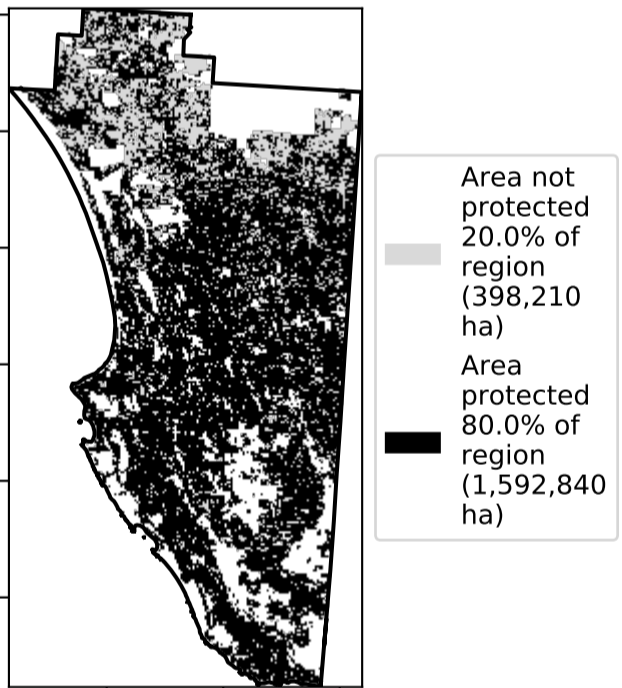 Area not
protected
20.0% of
region
(398,210
ha)
Area
protected
80.0% of
region
(1,592,840
ha)